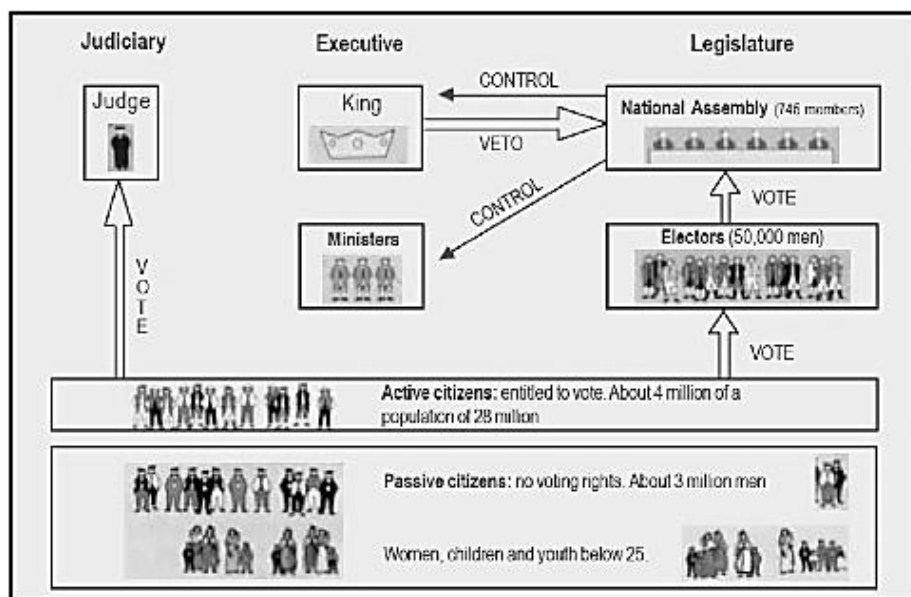 Judiciary
Executive
Legislature
Judge
King
CONTROL
VETO
National Assembly (746 members)
CONTROL
VOTE
VOTE
Ministers
Electors (50,000 men)
VOTE
Active citizens: entitled to vote. About 4 million of a
population of 28 million
Passive citizens: no voting rights. About 3 million men
Women, children and youth below 25.